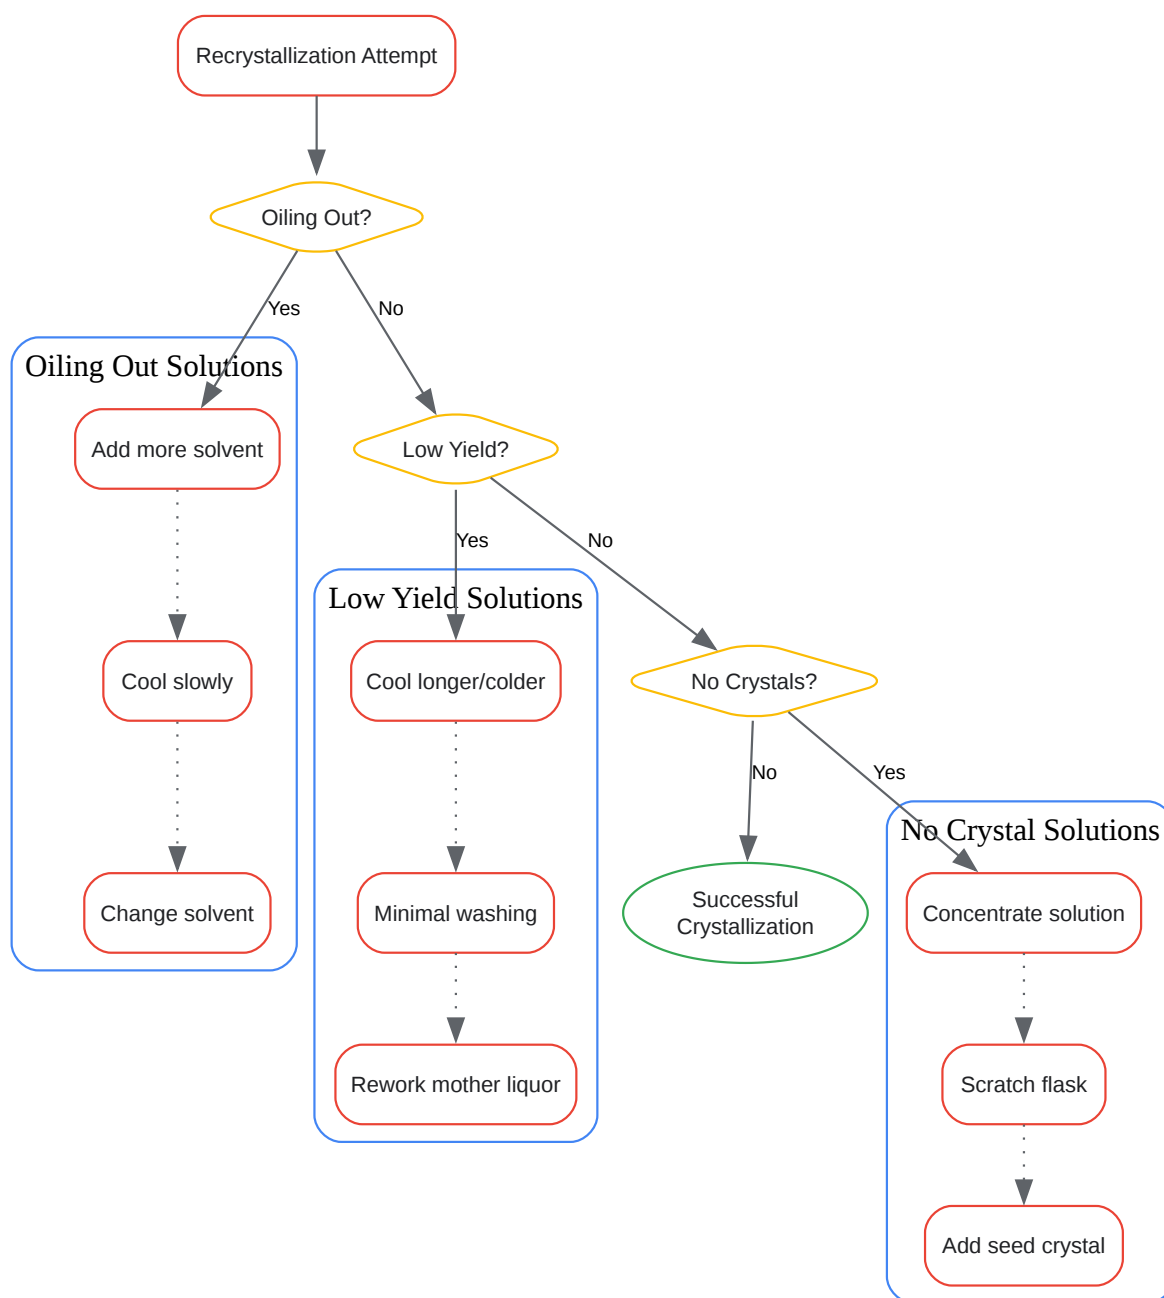 Recrystallization Attempt
Oiling Out?
Yes
No
Oiling Out Solutions
Add more solvent
Cool slowly
Change solvent
Low Yield?
Yes
No
Low Yield Solutions
Cool longer/colder
Minimal washing
Rework mother liquor
No Crystals?
No
Yes
Successful
Crystallization
No Crystal Solutions
Concentrate solution
Scratch flask
Add seed crystal